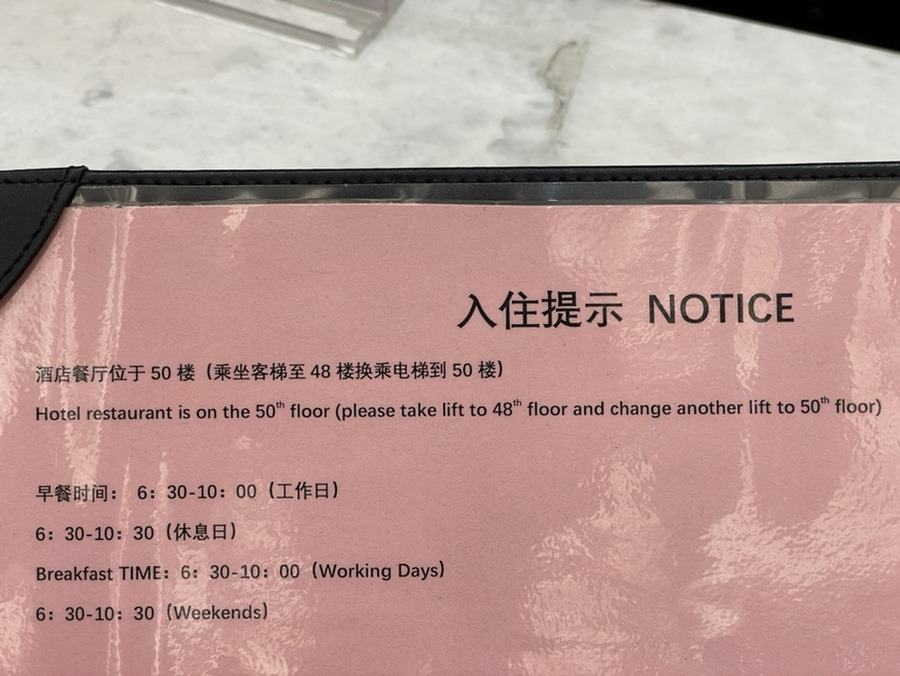 入住提示 NOTICE
酒店餐厅位于 50 楼（乘坐客梯至 48 楼换乘电梯到 50 楼）
Hotel restaurant is on the 50th floor (please take lift to 48th floor and change another lift to 50th floor)
早餐时间： 6：30-10：00（工作日）
6：30-10：30（休息日）
Breakfast TIME：6：30-10：00（Working Days）
6：30-10：30（Weekends）